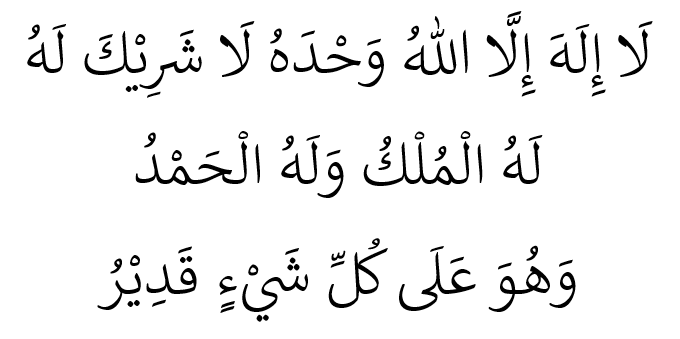 لَا إِلَهَ إِلَّا اللهُ وَحْدَهُ لَا شَرِيْكَ لَهُ
لَهُ الْمُلْكُ وَلَهُ الْحَمْدُ
وَهُوَ عَلَى كُلِّ شَيْءٍ قَدِيْرُ